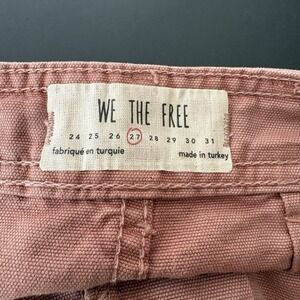 WE THE FREE
24 25 26 27 28 29 30 31
fabriqué en turquie made in turkey